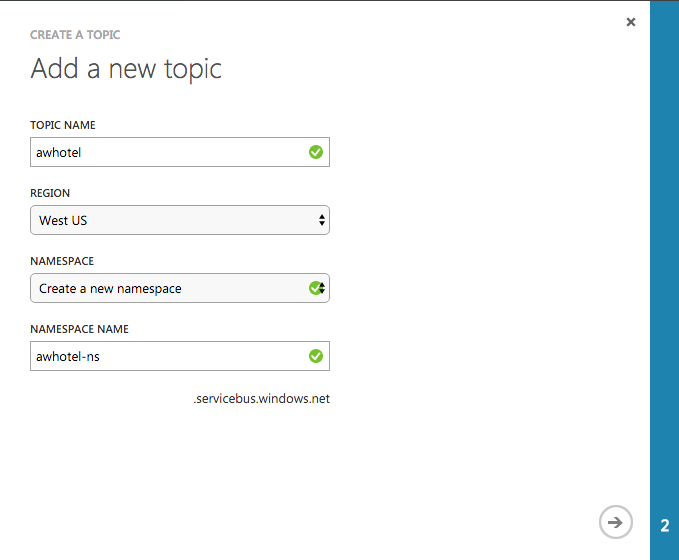 CREATE A TOPIC
Add a new topic
TOPIC NAME
awhotel
REGION
West US
NAMESPACE
Create a new namespace
NAMESPACE NAME
awhotel-ns
.servicebus.windows.net
2